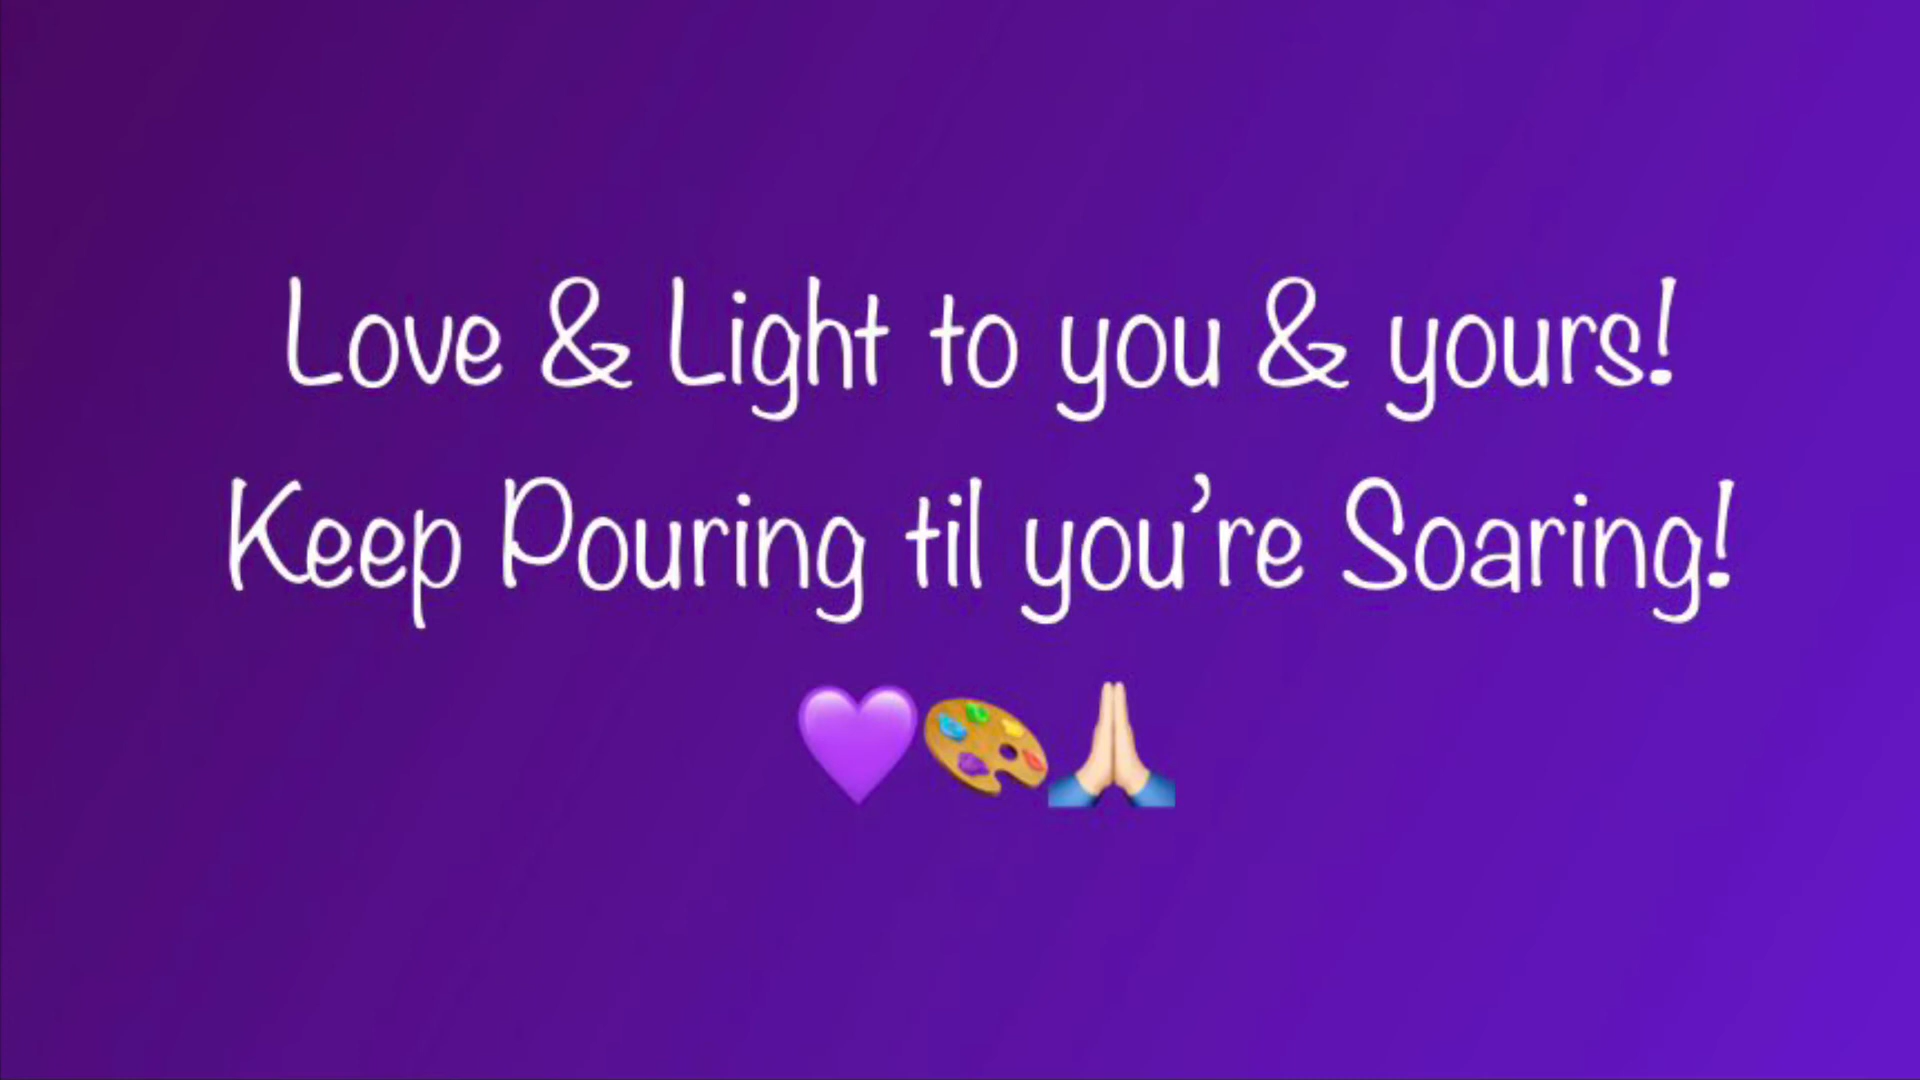 Love & Light to you & yours!
Keep Pouring til you’re Soaring!
💜🎨🙏🏻